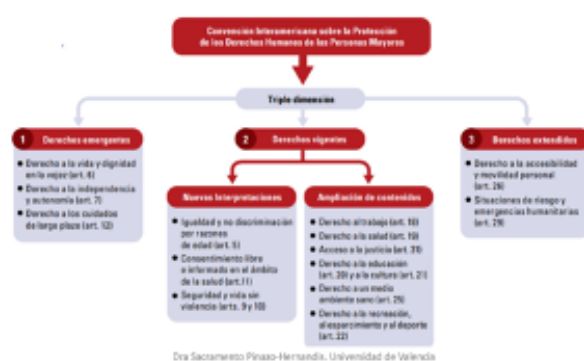 Convención Interamericana sobre la Protección
de los Derechos Humanos de las Personas Mayores
Triple dimensión
1 Derechos emergentes
• Derecho a la vida y dignidad
en la vejez (art. 6)
• Derecho a la independencia
y autonomía (art. 7)
• Derecho a los cuidados
de largo plazo (art. 12)
2 Derechos vigentes
Nuevas Interpretaciones
• Igualdad y no discriminación
por razones
de edad (art. 5)
• Consentimiento libre
e informado en el ámbito
de la salud (art.11)
• Seguridad y vida sin
violencia (arts. 9 y 10)
Ampliación de contenidos
• Derecho al trabajo (art. 18)
• Derecho a la salud (art. 19)
• Acceso a la justicia (art. 31)
• Derecho a la educación
(art. 20) y a la cultura (art. 21)
• Derecho a un medio
ambiente sano (art. 25)
• Derecho a la recreación,
al esparcimiento y al deporte
(art. 22)
3 Derechos extendidos
• Derecho a la accesibilidad
y movilidad personal
(art. 26)
• Situaciones de riesgo y
emergencias humanitarias
(art. 29)
Dra Sacramento Pinazo-Hernandis. Universidad de Valencia